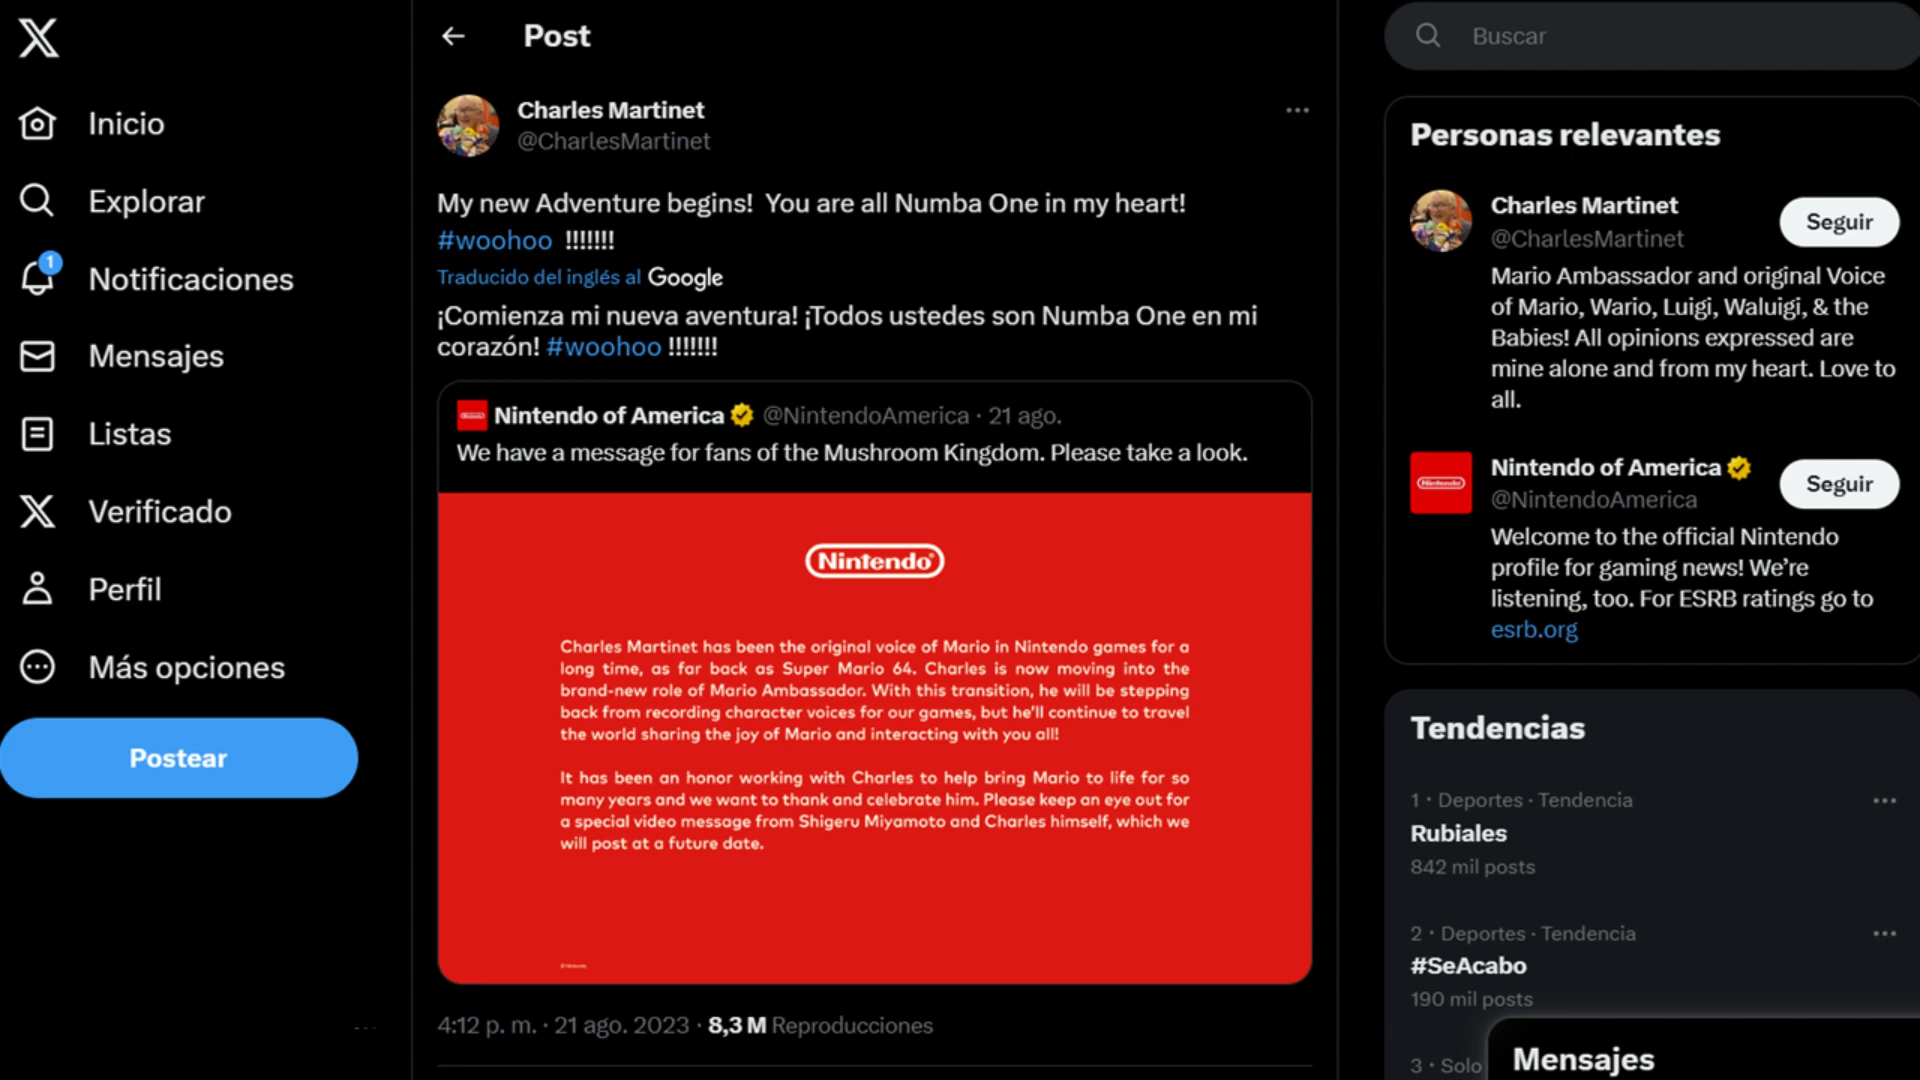 Inicio
Explorar
1
Notificaciones
Mensajes
Listas
Verificado
Perfil
Más opciones
Postear
Post
Charles Martinet
@CharlesMartinet
My new Adventure begins!  You are all Numba One in my heart!
#woohoo !!!!!!!
Traducido del inglés al Google
¡Comienza mi nueva aventura! ¡Todos ustedes son Numba One en mi
corazón! #woohoo !!!!!!!
Nintendo of America @NintendoAmerica · 21 ago.
We have a message for fans of the Mushroom Kingdom. Please take a look.
Nintendo
Charles Martinet has been the original voice of Mario in Nintendo games for a
long time, as far back as Super Mario 64. Charles is now moving into the
brand-new role of Mario Ambassador. With this transition, he will be stepping
back from recording character voices for our games, but he'll continue to travel
the world sharing the joy of Mario and interacting with you all!
It has been an honor working with Charles to help bring Mario to life for so
many years and we want to thank and celebrate him. Please keep an eye out for
a special video message from Shigeru Miyamoto and Charles himself, which we
will post at a future date.
4:12 p. m. · 21 ago. 2023 · 8,3 M Reproducciones
Buscar
Personas relevantes
Charles Martinet
@CharlesMartinet
Seguir
Mario Ambassador and original Voice
of Mario, Wario, Luigi, Waluigi, & the
Babies! All opinions expressed are
mine alone and from my heart. Love to
all.
Nintendo
Nintendo of America
@NintendoAmerica
Seguir
Welcome to the official Nintendo
profile for gaming news! We're
listening, too. For ESRB ratings go to
esrb.org
Tendencias
1 · Deportes · Tendencia
Rubiales
842 mil posts
2 · Deportes · Tendencia
#SeAcabo
190 mil posts
3 · Solo
Mensajes